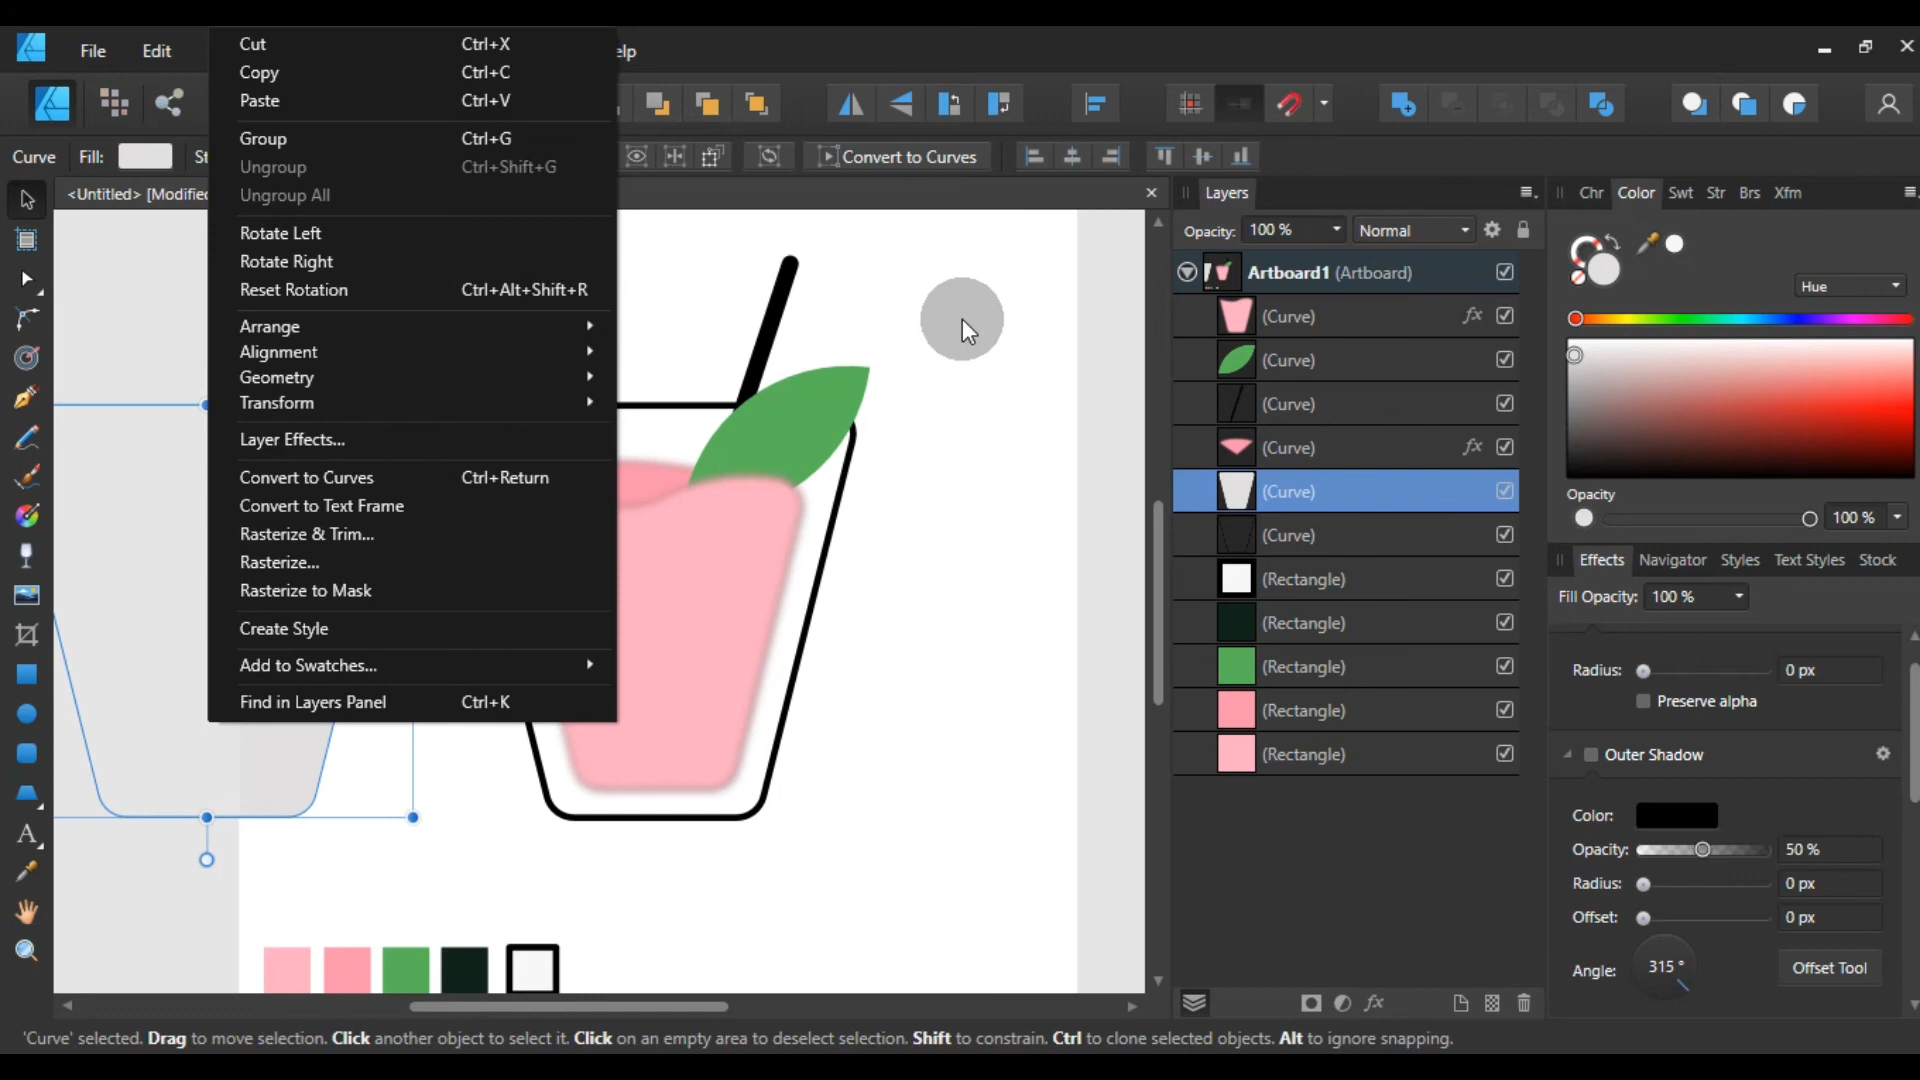 File Edit elp
Cut Ctrl+X
Copy Ctrl+C
Paste Ctrl+V
Group Ctrl+G
Ungroup Ctrl+Shift+G
Ungroup All
Rotate Left
Rotate Right
Reset Rotation Ctrl+Alt+Shift+R
Arrange
Alignment
Geometry
Transform
Layer Effects...
Convert to Curves Ctrl+Return
Convert to Text Frame
Rasterize & Trim...
Rasterize...
Rasterize to Mask
Create Style
Add to Swatches...
Find in Layers Panel Ctrl+K
Curve Fill: St Convert to Curves
<Untitled> [Modified
Layers
Opacity: 100 % Normal
Artboard1 (Artboard)
(Curve) fx
(Curve)
(Curve)
(Curve) fx
(Curve)
(Curve)
(Rectangle)
(Rectangle)
(Rectangle)
(Rectangle)
(Rectangle)
fx
Chr Color Swt Str Brs Xfm
Hue
Opacity
100 %
Effects Navigator Styles Text Styles Stock
Fill Opacity: 100 %
Radius: 0 px
Preserve alpha
Outer Shadow
Color:
Opacity: 50 %
Radius: 0 px
Offset: 0 px
Angle: 315 ° Offset Tool
'Curve' selected. Drag to move selection. Click another object to select it. Click on an empty area to deselect selection. Shift to constrain. Ctrl to clone selected objects. Alt to ignore snapping.